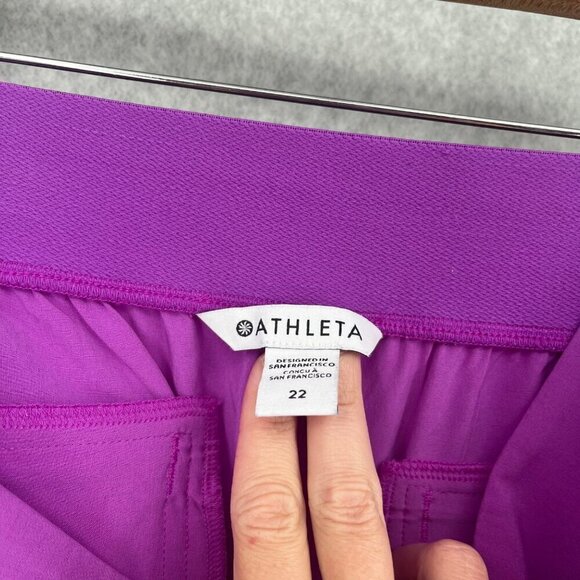 ATHLETA
DESIGNED IN
SAN FRANCISCO
CONÇU À
SAN FRANCISCO
22